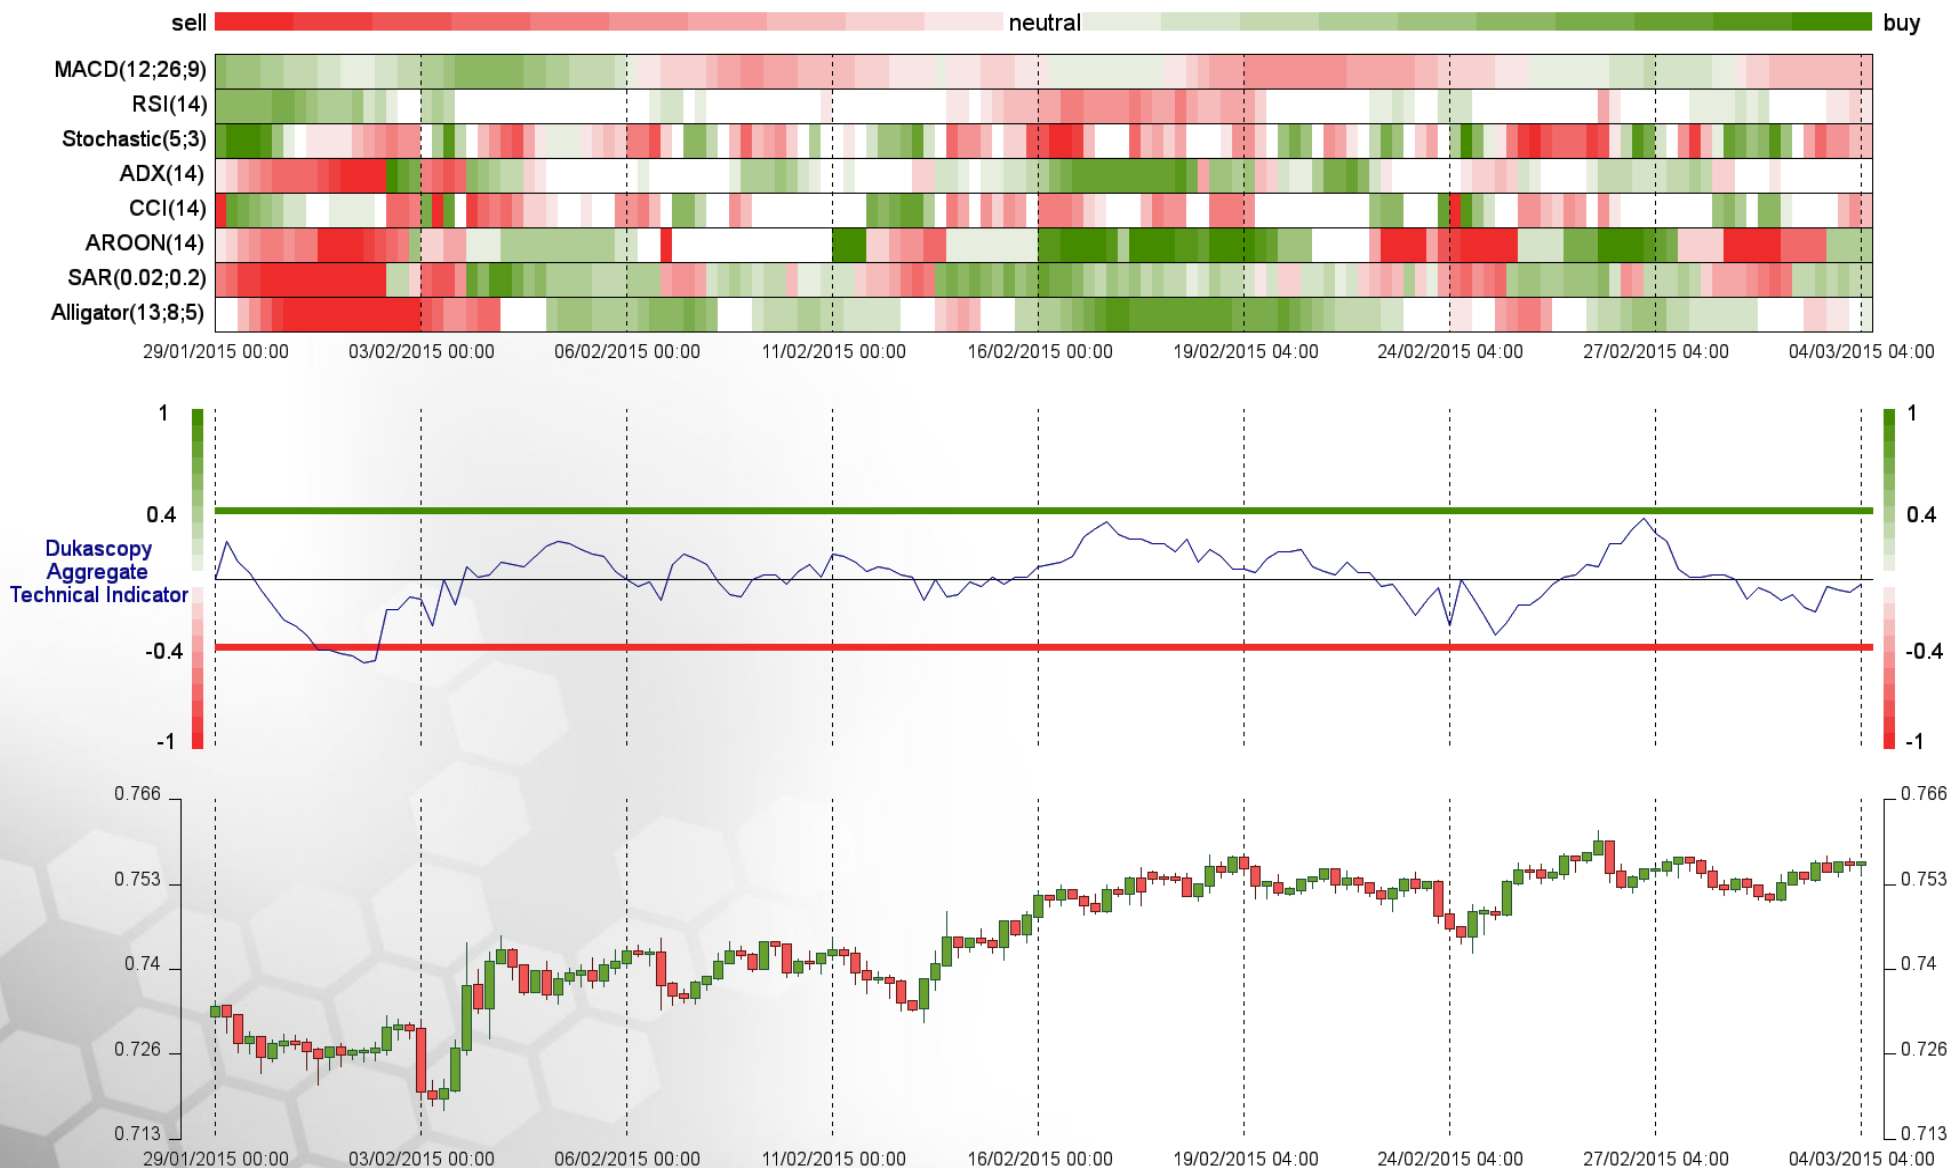 sell neutral buy
MACD(12;26;9)
RSI(14)
Stochastic(5;3)
ADX(14)
CCI(14)
AROON(14)
SAR(0.02;0.2)
Alligator(13;8;5)
29/01/2015 00:00 03/02/2015 00:00 06/02/2015 00:00 11/02/2015 00:00 16/02/2015 00:00 19/02/2015 04:00 24/02/2015 04:00 27/02/2015 04:00 04/03/2015 04:00
1 1
0.4 0.4
Dukascopy
Aggregate
Technical Indicator
-0.4 -0.4
-1 -1
0.766 0.766
0.753 0.753
0.74 0.74
0.726 0.726
0.713 0.713
29/01/2015 00:00 03/02/2015 00:00 06/02/2015 00:00 11/02/2015 00:00 16/02/2015 00:00 19/02/2015 04:00 24/02/2015 04:00 27/02/2015 04:00 04/03/2015 04:00